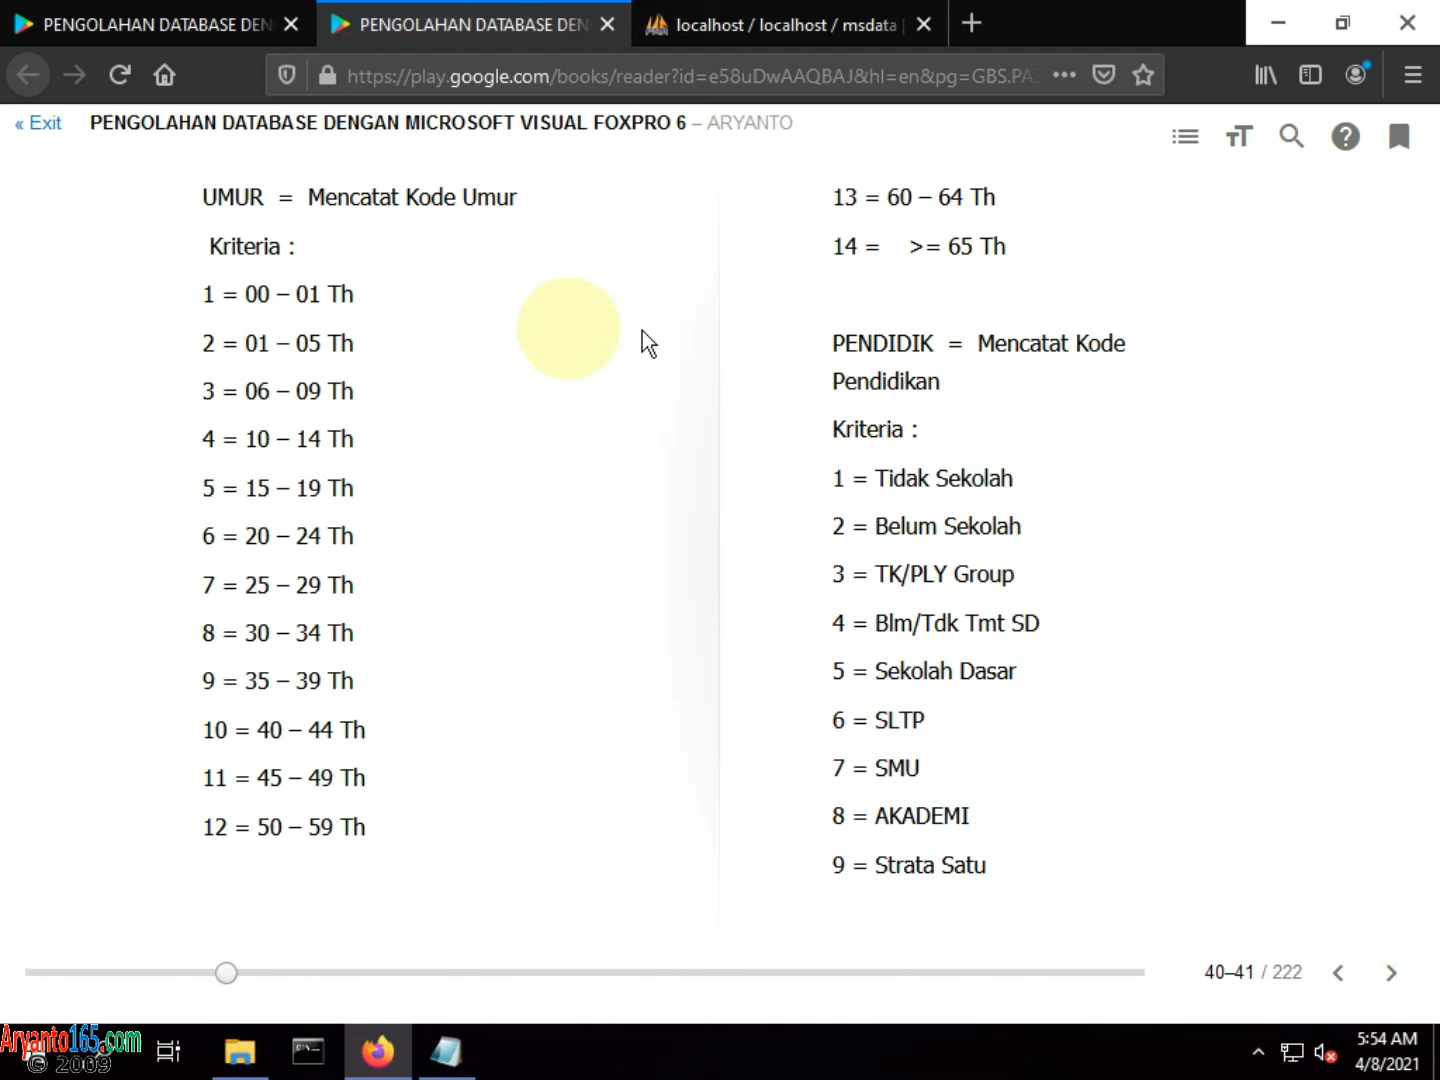 PENGOLAHAN DATABASE DEN
PENGOLAHAN DATABASE DEN
localhost / localhost / msdata |
https://play.google.com/books/reader?id=e58uDwAAQBAJ&hl=en&pg=GBS.PA
« Exit
PENGOLAHAN DATABASE DENGAN MICROSOFT VISUAL FOXPRO 6 – ARYANTO
UMUR = Mencatat Kode Umur
Kriteria :
1 = 00 – 01 Th
2 = 01 – 05 Th
3 = 06 – 09 Th
4 = 10 – 14 Th
5 = 15 – 19 Th
6 = 20 – 24 Th
7 = 25 – 29 Th
8 = 30 – 34 Th
9 = 35 – 39 Th
10 = 40 – 44 Th
11 = 45 – 49 Th
12 = 50 – 59 Th
13 = 60 – 64 Th
14 = >= 65 Th
PENDIDIK = Mencatat Kode
Pendidikan
Kriteria :
1 = Tidak Sekolah
2 = Belum Sekolah
3 = TK/PLY Group
4 = Blm/Tdk Tmt SD
5 = Sekolah Dasar
6 = SLTP
7 = SMU
8 = AKADEMI
9 = Strata Satu
40–41 / 222
Aryanto165.com
© 2009
5:54 AM
4/8/2021